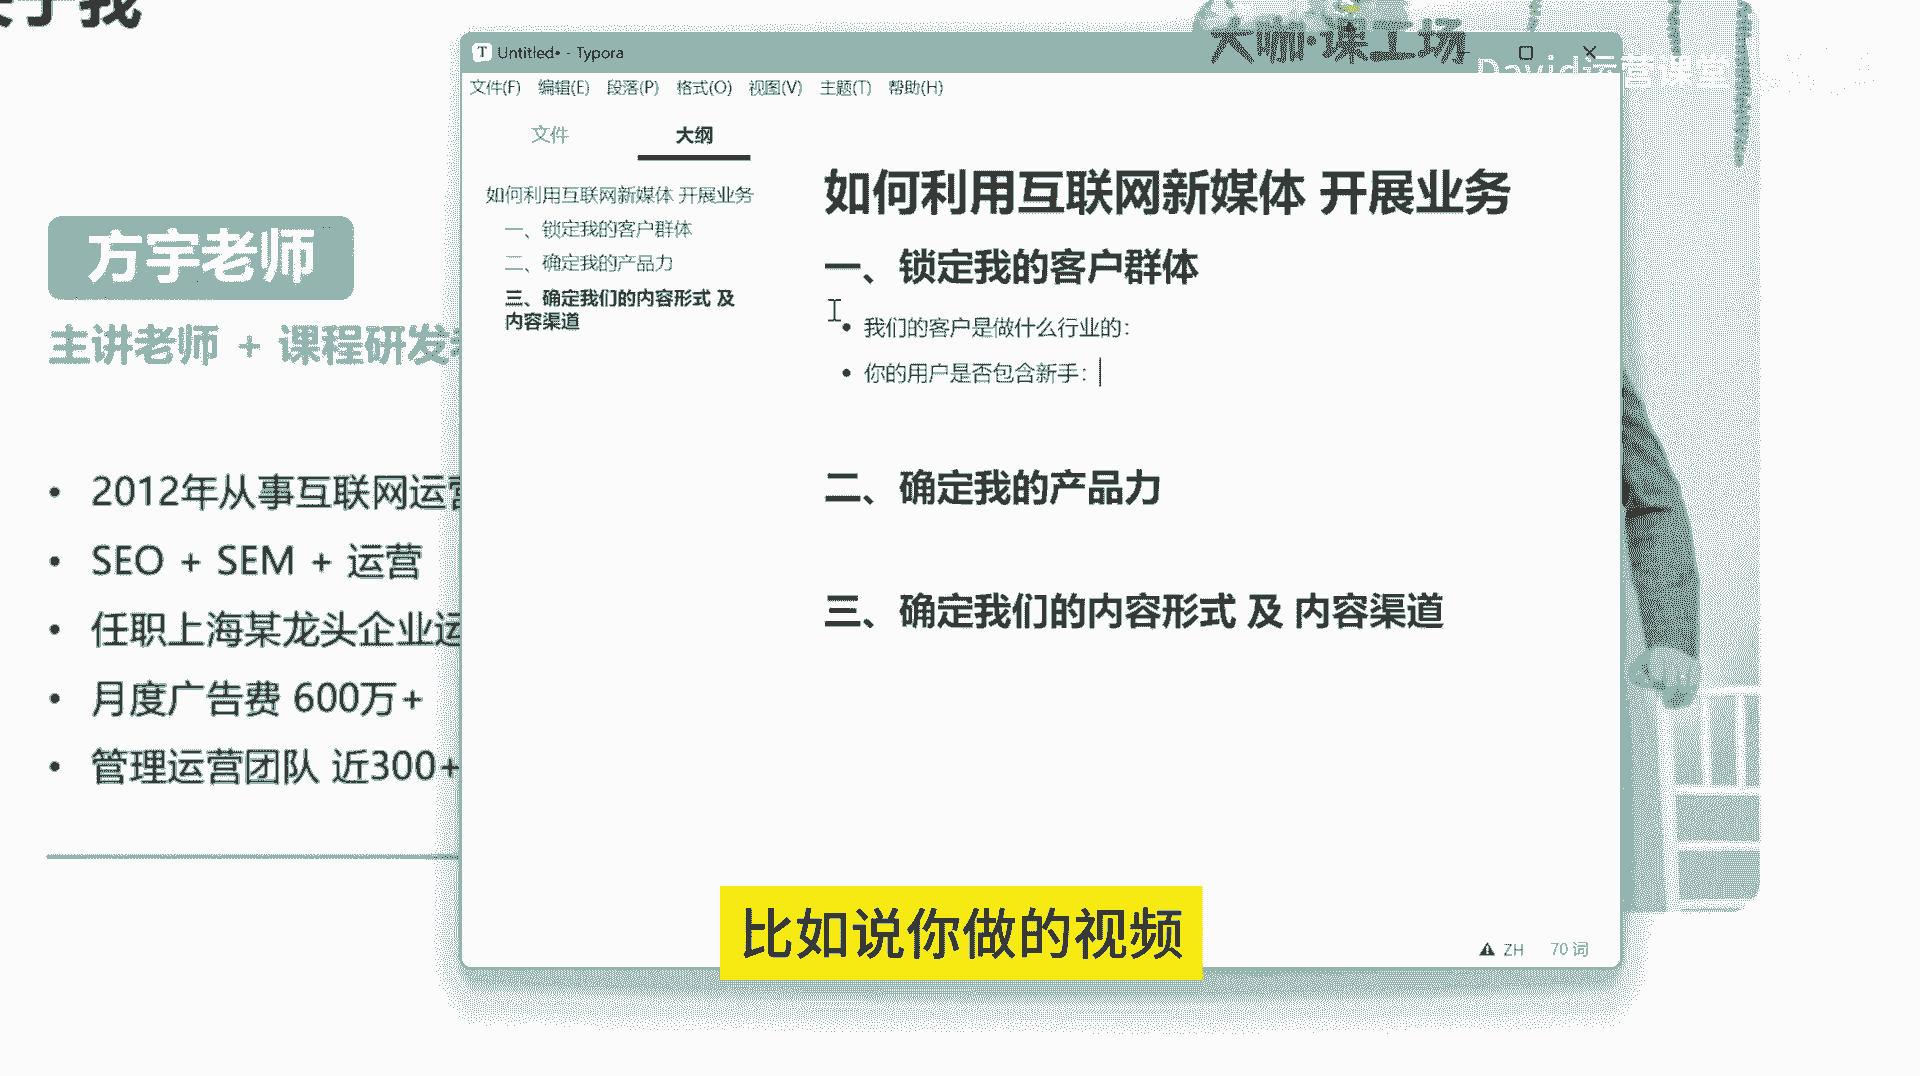 于我
大咖·课工场
David运营课堂
方宇老师
主讲老师 + 课程研发
2012年从事互联网运营
SEO + SEM + 运营
任职上海某龙头企业运
月度广告费 600万+
管理运营团队 近300+
Untitled• - Typora
文件(F) 编辑(E) 段落(P) 格式(O) 视图(V) 主题(T) 帮助(H)
文件 大纲
如何利用互联网新媒体 开展业务
一、锁定我的客户群体
二、确定我的产品力
三、确定我们的内容形式 及
内容渠道
如何利用互联网新媒体 开展业务
一、锁定我的客户群体
我们的客户是做什么行业的：
你的用户是否包含新手：
二、确定我的产品力
三、确定我们的内容形式 及 内容渠道
ZH 70 词
比如说你做的视频